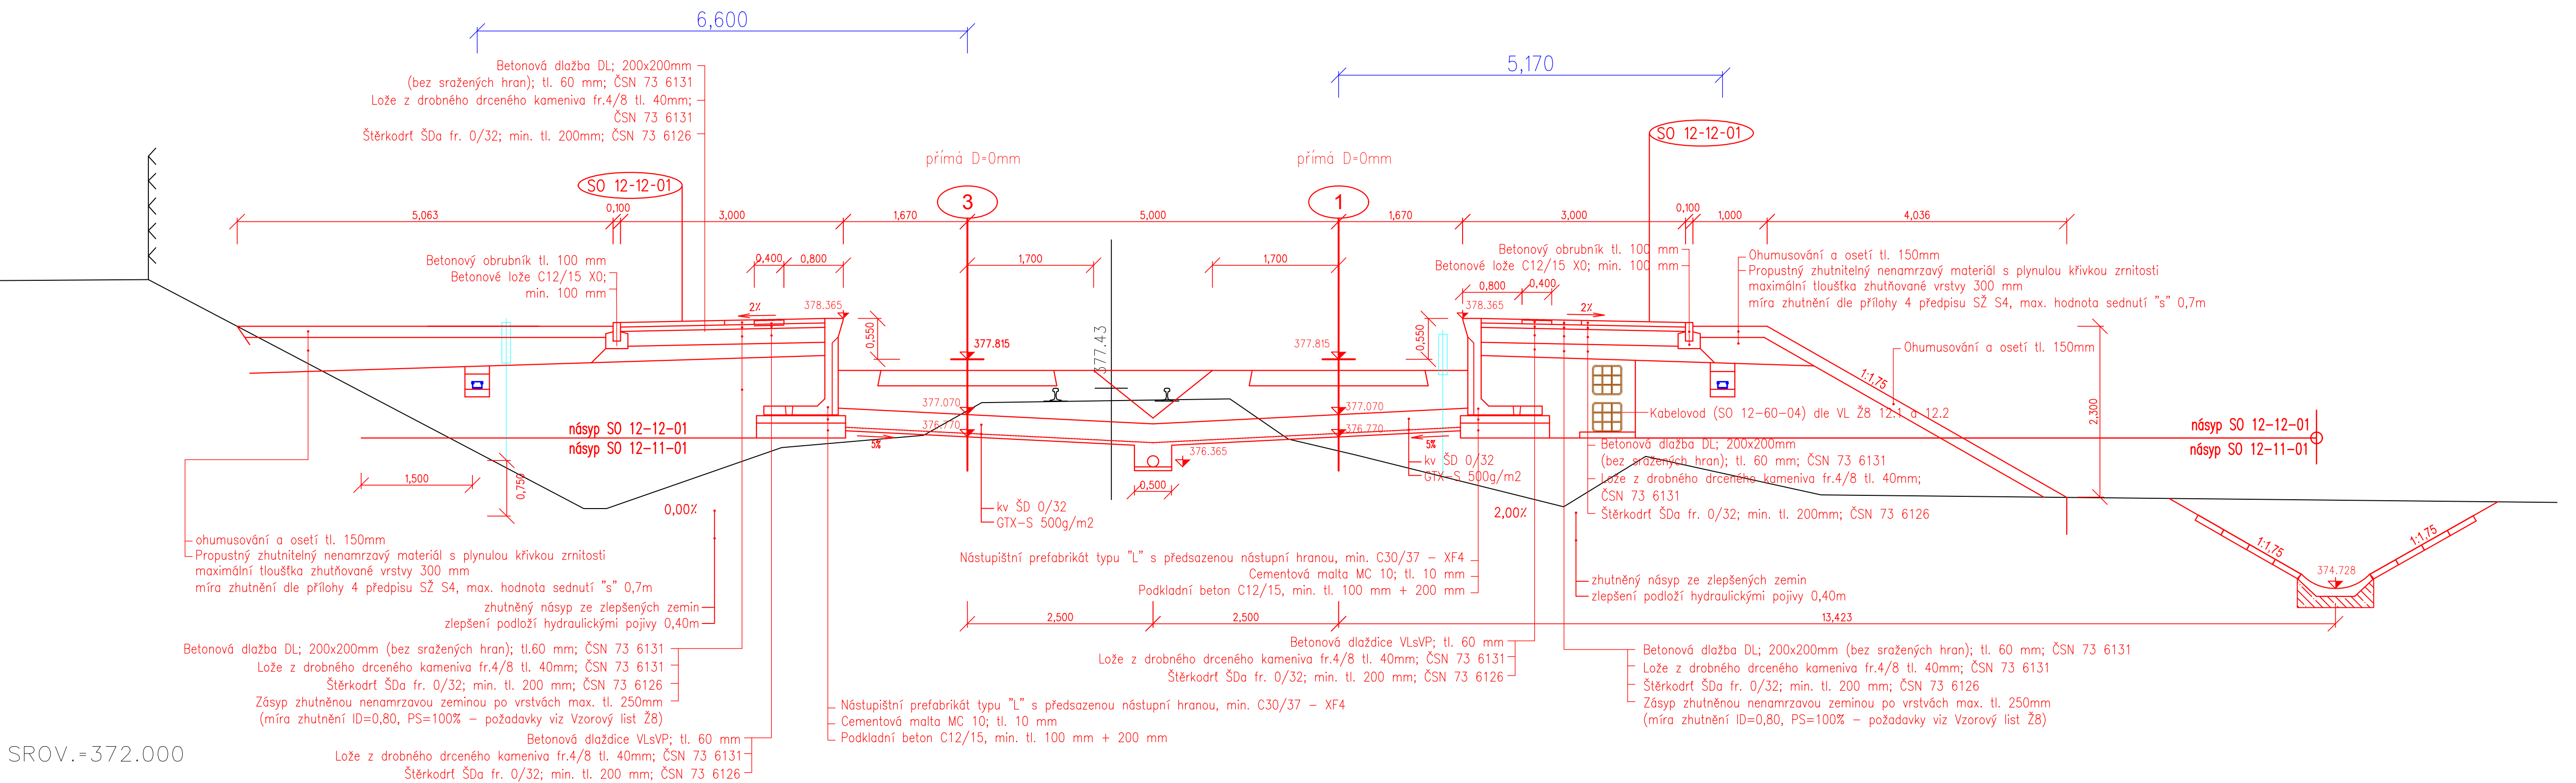 6,600
5,170
Betonová dlažba DL; 200x200mm
(bez sražených hran); tl. 60 mm; ČSN 73 6131
Lože z drobného drceného kameniva fr.4/8 tl. 40mm;
ČSN 73 6131
Štěrkodrť ŠDa fr. 0/32; min. tl. 200mm; ČSN 73 6126
SO 12-12-01
přímá D=0mm
přímá D=0mm
SO 12-12-01
3
1
5,063
0,100
3,000
1,670
5,000
1,670
3,000
0,100
1,000
4,036
Betonový obrubník tl. 100 mm
Betonové lože C12/15 X0;
min. 100 mm
0,400
0,800
1,700
1,700
Betonový obrubník tl. 100 mm
Betonové lože C12/15 X0; min. 100 mm
0,800
0,400
Ohumusování a osetí tl. 150mm
Propustný zhutnitelný nenamrzavý materiál s plynulou křivkou zrnitosti
maximální tloušťka zhutňované vrstvy 300 mm
míra zhutnění dle přílohy 4 předpisu SŽ S4, max. hodnota sednutí "s" 0,7m
2%
378.365
0,550
377.815
377.43
377.815
0,550
378.365
2%
Ohumusování a osetí tl. 150mm
1:1,75
2,300
377.070
376.770
377.070
376.770
Kabelovod (SO 12-60-04) dle VL Ž8 12.1 a 12.2
násyp SO 12-12-01
násyp SO 12-11-01
5%
5%
376.365
násyp SO 12-12-01
násyp SO 12-11-01
1,500
0,750
0,500
kv ŠD 0/32
GTX-S 500g/m2
Betonová dlažba DL; 200x200mm
(bez sražených hran); tl. 60 mm; ČSN 73 6131
Lože z drobného drceného kameniva fr.4/8 tl. 40mm;
ČSN 73 6131
Štěrkodrť ŠDa fr. 0/32; min. tl. 200mm; ČSN 73 6126
0,00%
kv ŠD 0/32
GTX-S 500g/m2
2,00%
ohumusování a osetí tl. 150mm
Propustný zhutnitelný nenamrzavý materiál s plynulou křivkou zrnitosti
maximální tloušťka zhutňované vrstvy 300 mm
míra zhutnění dle přílohy 4 předpisu SŽ S4, max. hodnota sednutí "s" 0,7m
zhutněný násyp ze zlepšených zemin
zlepšení podloží hydraulickými pojivy 0,40m
Nástupištní prefabrikát typu "L" s předsazenou nástupní hranou, min. C30/37 – XF4
Cementová malta MC 10; tl. 10 mm
Podkladní beton C12/15, min. tl. 100 mm + 200 mm
zhutněný násyp ze zlepšených zemin
zlepšení podloží hydraulickými pojivy 0,40m
1:1,75
1:1,75
374.728
2,500
2,500
13,423
Betonová dlažba DL; 200x200mm (bez sražených hran); tl.60 mm; ČSN 73 6131
Lože z drobného drceného kameniva fr.4/8 tl. 40mm; ČSN 73 6131
Štěrkodrť ŠDa fr. 0/32; min. tl. 200 mm; ČSN 73 6126
Zásyp zhutněnou nenamrzavou zeminou po vrstvách max. tl. 250mm
(míra zhutnění ID=0,80, PS=100% – požadavky viz Vzorový list Ž8)
Betonová dlaždice VLsVP; tl. 60 mm
Lože z drobného drceného kameniva fr.4/8 tl. 40mm; ČSN 73 6131
Štěrkodrť ŠDa fr. 0/32; min. tl. 200 mm; ČSN 73 6126
Betonová dlažba DL; 200x200mm (bez sražených hran); tl. 60 mm; ČSN 73 6131
Lože z drobného drceného kameniva fr.4/8 tl. 40mm; ČSN 73 6131
Štěrkodrť ŠDa fr. 0/32; min. tl. 200 mm; ČSN 73 6126
Zásyp zhutněnou nenamrzavou zeminou po vrstvách max. tl. 250mm
(míra zhutnění ID=0,80, PS=100% – požadavky viz Vzorový list Ž8)
Nástupištní prefabrikát typu "L" s předsazenou nástupní hranou, min. C30/37 – XF4
Cementová malta MC 10; tl. 10 mm
Podkladní beton C12/15, min. tl. 100 mm + 200 mm
Betonová dlaždice VLsVP; tl. 60 mm
Lože z drobného drceného kameniva fr.4/8 tl. 40mm; ČSN 73 6131
Štěrkodrť ŠDa fr. 0/32; min. tl. 200 mm; ČSN 73 6126
SROV.=372.000